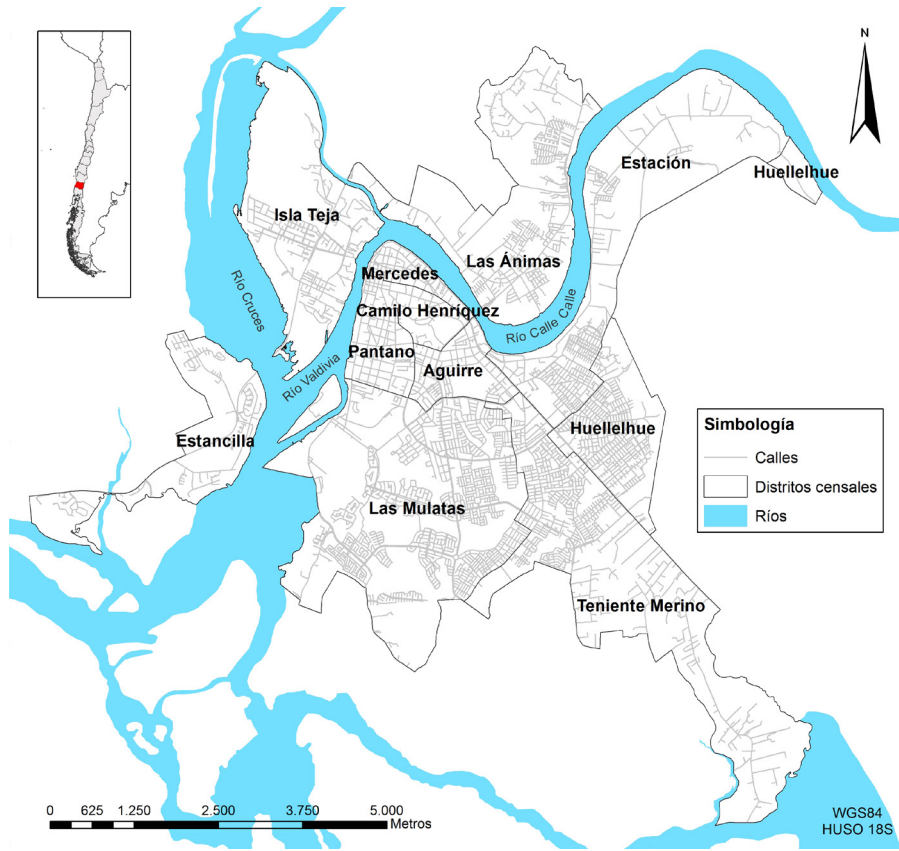 N
Estación
Huellelhue
Isla Teja
Las Ánimas
Mercedes
Río Cruces
Camilo Henríquez
Río Calle Calle
Pantano
Río Valdivia
Aguirre
Estancilla
Huellelhue
Simbología
Calles
Distritos censales
Ríos
Las Mulatas
Teniente Merino
0 625 1.250 2.500 3.750 5.000
Metros
WGS84
HUSO 18S